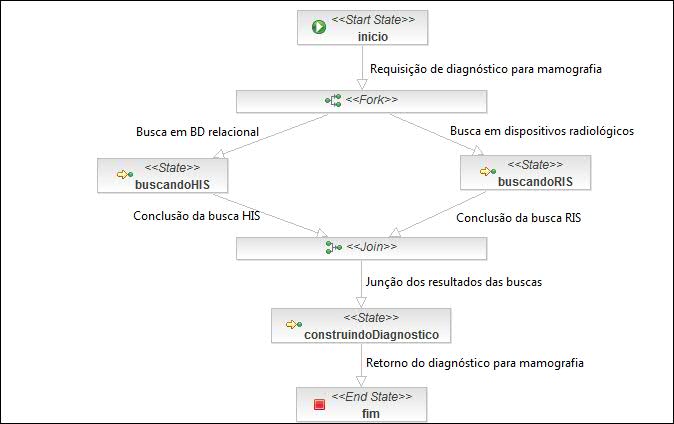 <<Start State>>
inicio
Requisição de diagnóstico para mamografia
<<Fork>>
Busca em BD relacional
Busca em dispositivos radiológicos
<<State>>
buscandoHIS
<<State>>
buscandoRIS
Conclusão da busca HIS
Conclusão da busca RIS
<<Join>>
Junção dos resultados das buscas
<<State>>
construindoDiagnostico
Retorno do diagnóstico para mamografia
<<End State>>
fim